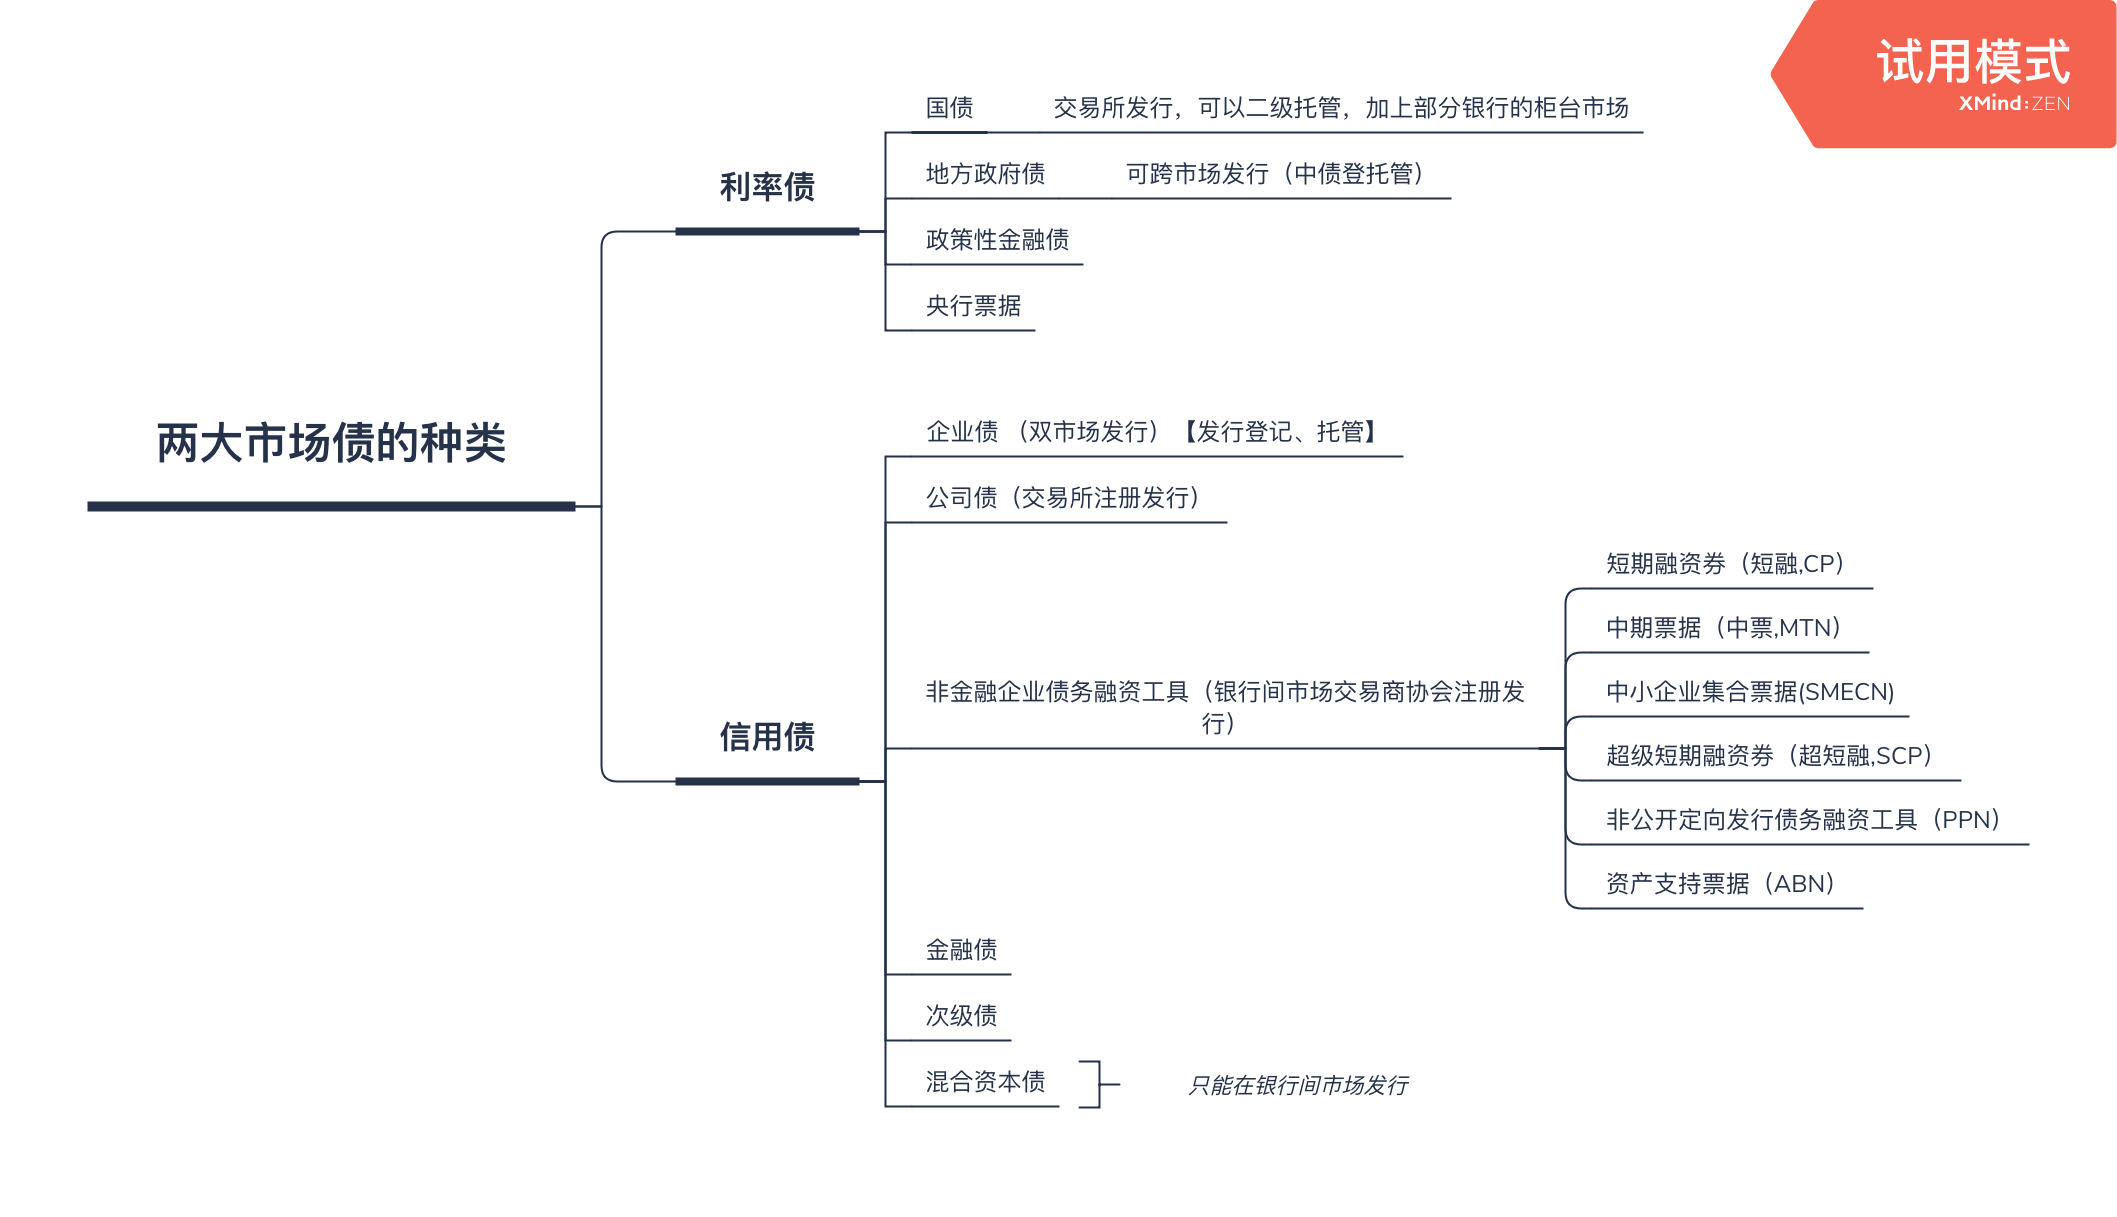 试用模式
XMind:ZEN
两大市场债的种类
利率债
国债
交易所发行，可以二级托管，加上部分银行的柜台市场
地方政府债
可跨市场发行（中债登托管）
政策性金融债
央行票据
信用债
企业债 （双市场发行）【发行登记、托管】
公司债（交易所注册发行）
非金融企业债务融资工具（银行间市场交易商协会注册发
行）
短期融资券（短融,CP）
中期票据（中票,MTN）
中小企业集合票据(SMECN)
超级短期融资券（超短融,SCP）
非公开定向发行债务融资工具（PPN）
资产支持票据（ABN）
金融债
次级债
混合资本债
只能在银行间市场发行